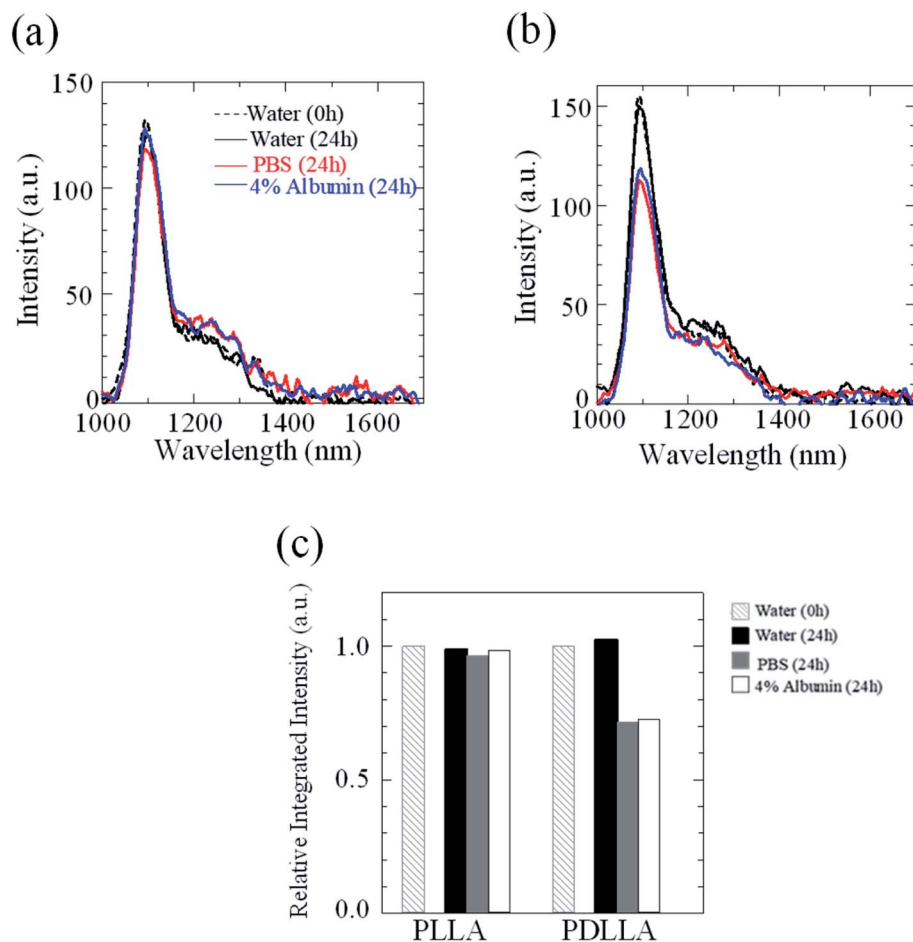 (a)
150
100
50
0
Intensity (a.u.)
Water (0h)
Water (24h)
PBS (24h)
4% Albumin (24h)
1000 1200 1400 1600
Wavelength (nm)
(b)
150
100
50
0
Intensity (a.u.)
1000 1200 1400 1600
Wavelength (nm)
(c)
Relative Integrated Intensity (a.u.)
1.0
0.5
0.0
PLLA PDLLA
Water (0h)
Water (24h)
PBS (24h)
4% Albumin (24h)